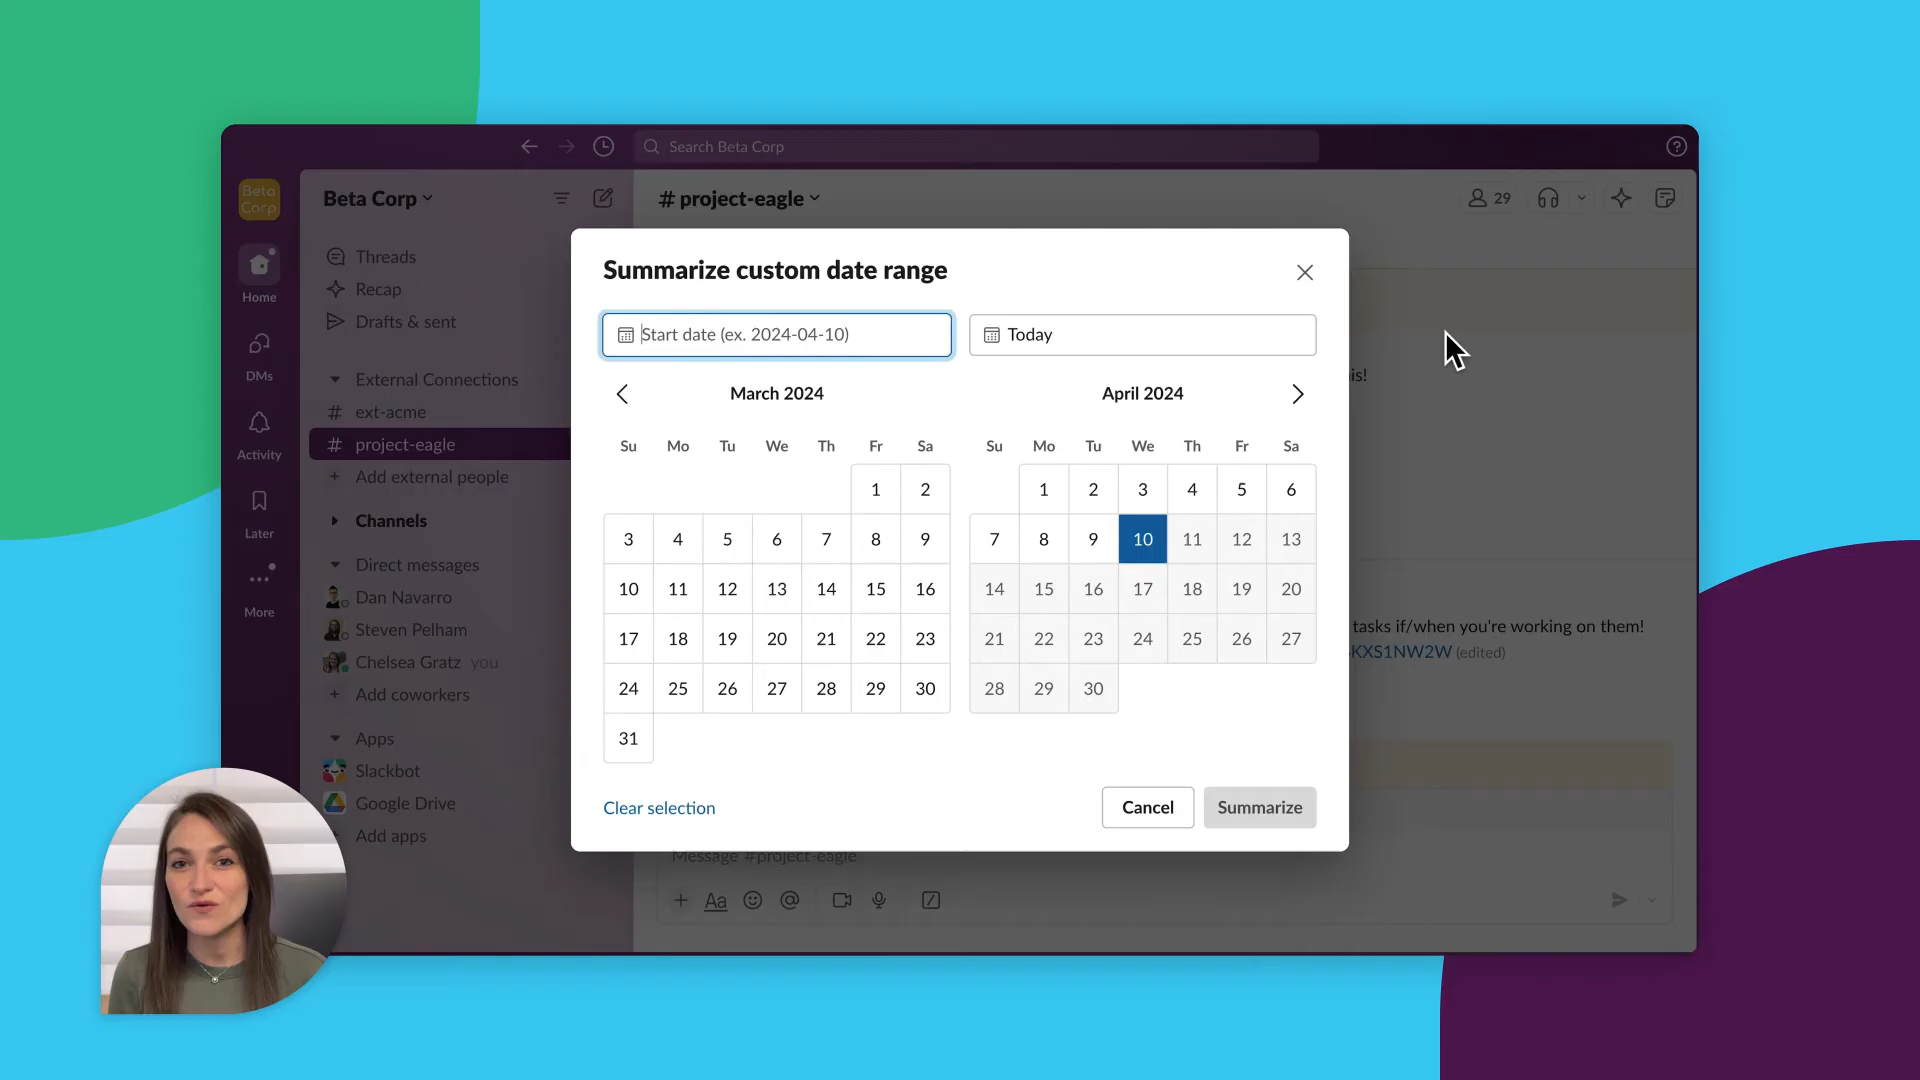 Search Beta Corp
Beta
Corp
Beta Corp
# project-eagle
29
Home
DMs
Activity
Later
More
Threads
Recap
Drafts & sent
External Connections
# ext-acme
# project-eagle
+ Add external people
Channels
Direct messages
Dan Navarro
Steven Pelham
Chelsea Gratz you
+ Add coworkers
Apps
Slackbot
Google Drive
Add apps
Summarize custom date range
Start date (ex. 2024-04-10)
Today
March 2024
Su Mo Tu We Th Fr Sa
1 2
3 4 5 6 7 8 9
10 11 12 13 14 15 16
17 18 19 20 21 22 23
24 25 26 27 28 29 30
31
April 2024
Su Mo Tu We Th Fr Sa
1 2 3 4 5 6
7 8 9 10 11 12 13
14 15 16 17 18 19 20
21 22 23 24 25 26 27
28 29 30
Clear selection
Cancel
Summarize
is!
tasks if/when you're working on them!
KXS1NW2W (edited)
Message #project-eagle
Aa